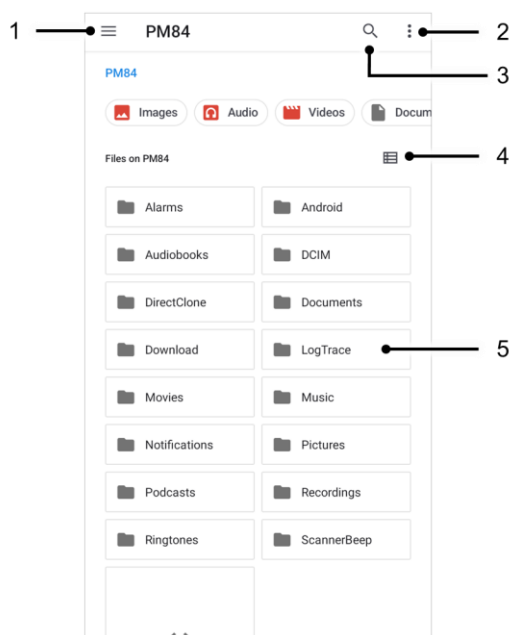 1 PM84 2
3
PM84
Images Audio Videos Docum
Files on PM84 4
Alarms Android
Audiobooks DCIM
DirectClone Documents
Download LogTrace 5
Movies Music
Notifications Pictures
Podcasts Recordings
Ringtones ScannerBeep